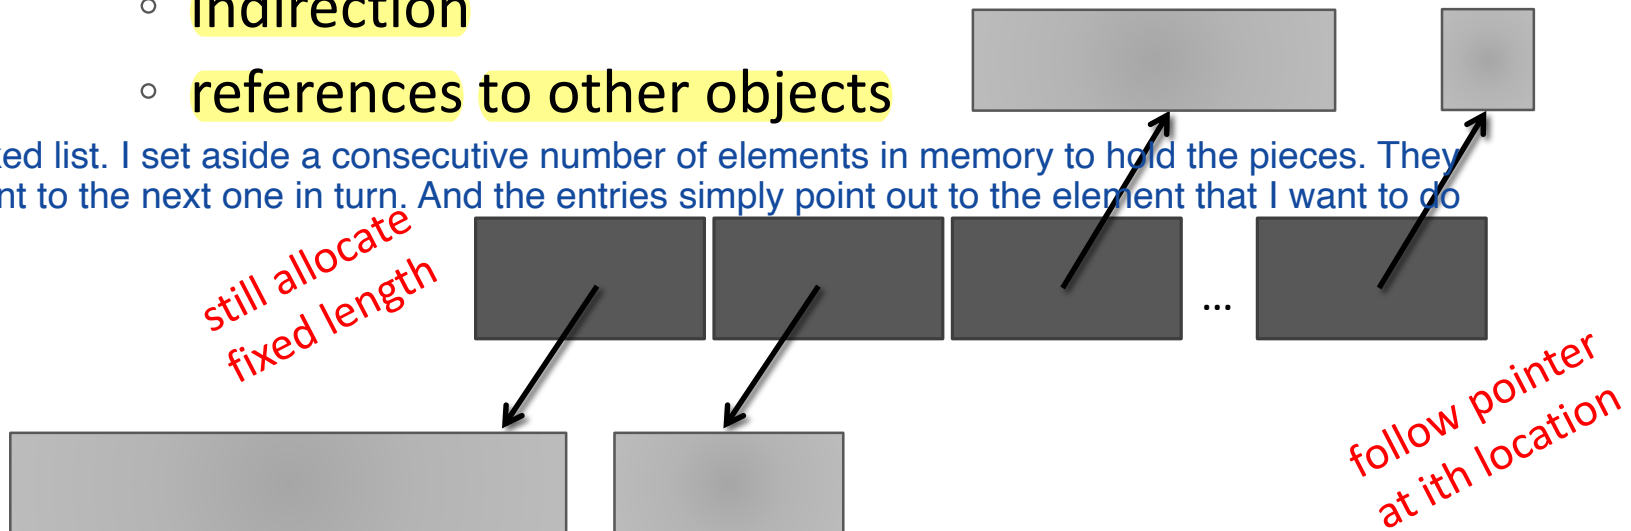 indirection
references to other objects
ed list. I set aside a consecutive number of elements in memory to hold the pieces. They
nt to the next one in turn. And the entries simply point out to the element that I want to do
still allocate
fixed length
...
follow pointer
at ith location